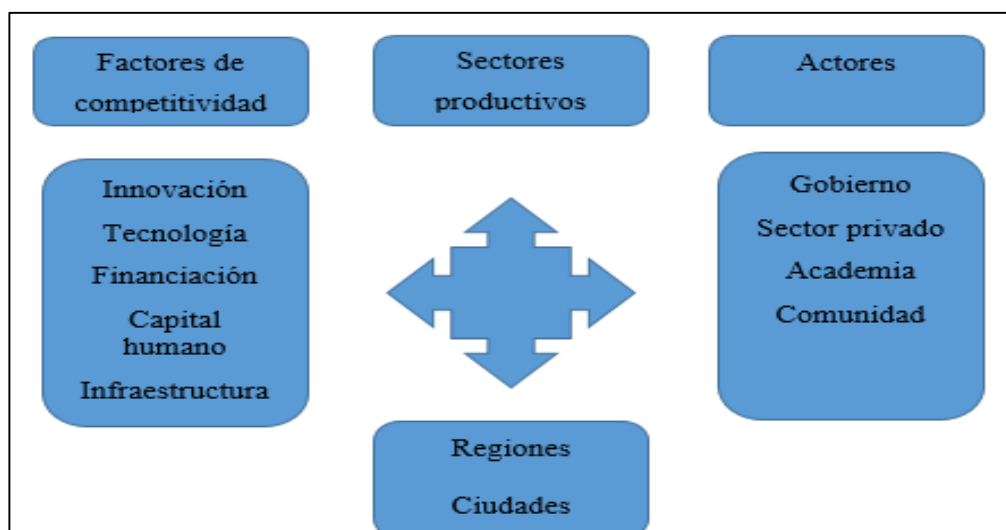 Factores de
competitividad
Sectores
productivos
Actores
Innovación
Tecnología
Financiación
Capital
humano
Infraestructura
Gobierno
Sector privado
Academia
Comunidad
Regiones
Ciudades